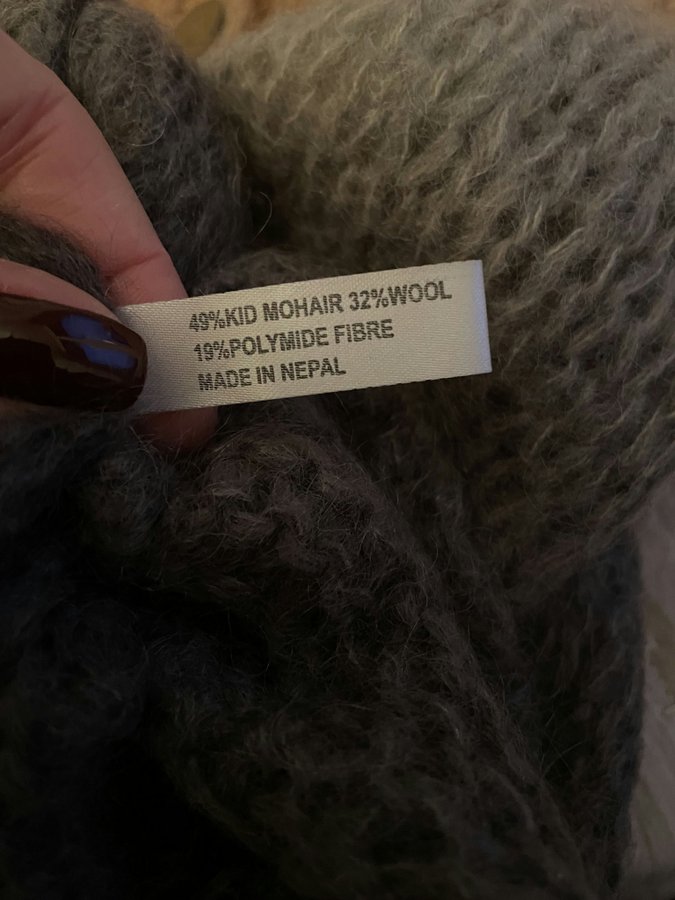 49%KID MOHAIR 32%WOOL
19%POLYMIDE FIBRE
MADE IN NEPAL